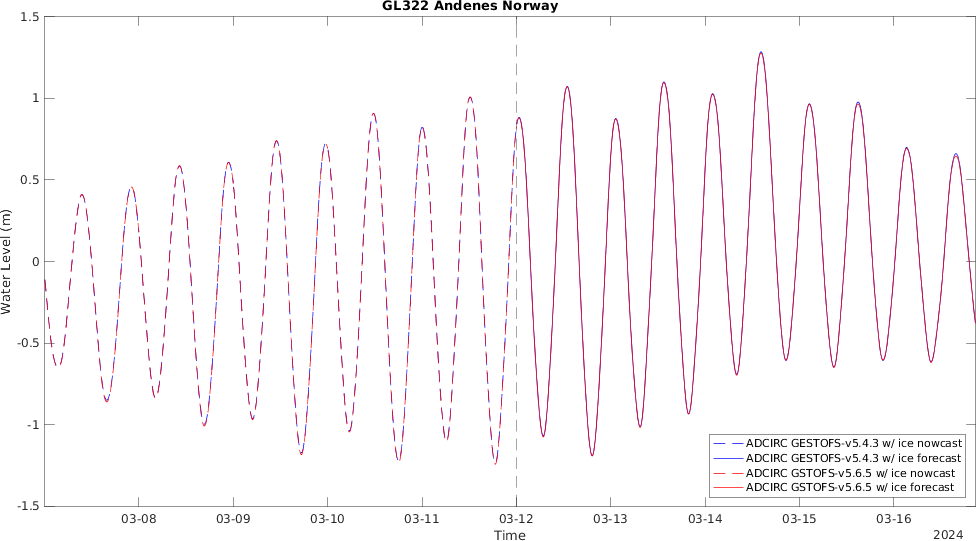 GL322 Andenes Norway
1.5
1
0.5
0
-0.5
-1
-1.5
Water Level (m)
ADCIRC GESTOFS-v5.4.3 w/ ice nowcast
ADCIRC GESTOFS-v5.4.3 w/ ice forecast
ADCIRC GSTOFS-v5.6.5 w/ ice nowcast
ADCIRC GSTOFS-v5.6.5 w/ ice forecast
03-08 03-09 03-10 03-11 03-12 03-13 03-14 03-15 03-16
Time
2024